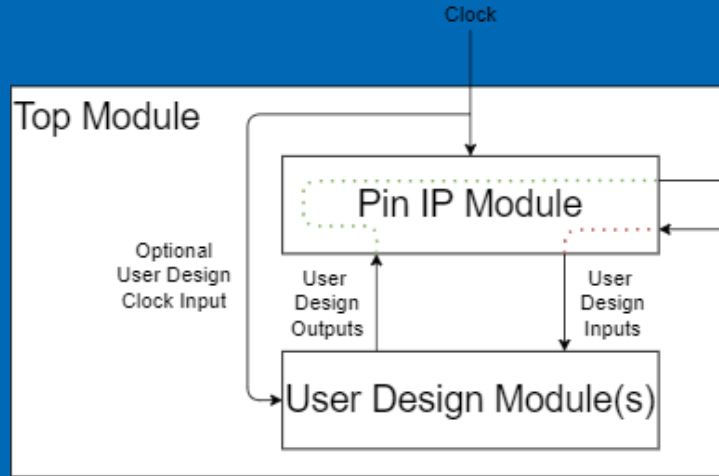 Clock
Top Module
Pin IP Module
Optional
User Design
Clock Input
User
Design
Outputs
User
Design
Inputs
User Design Module(s)